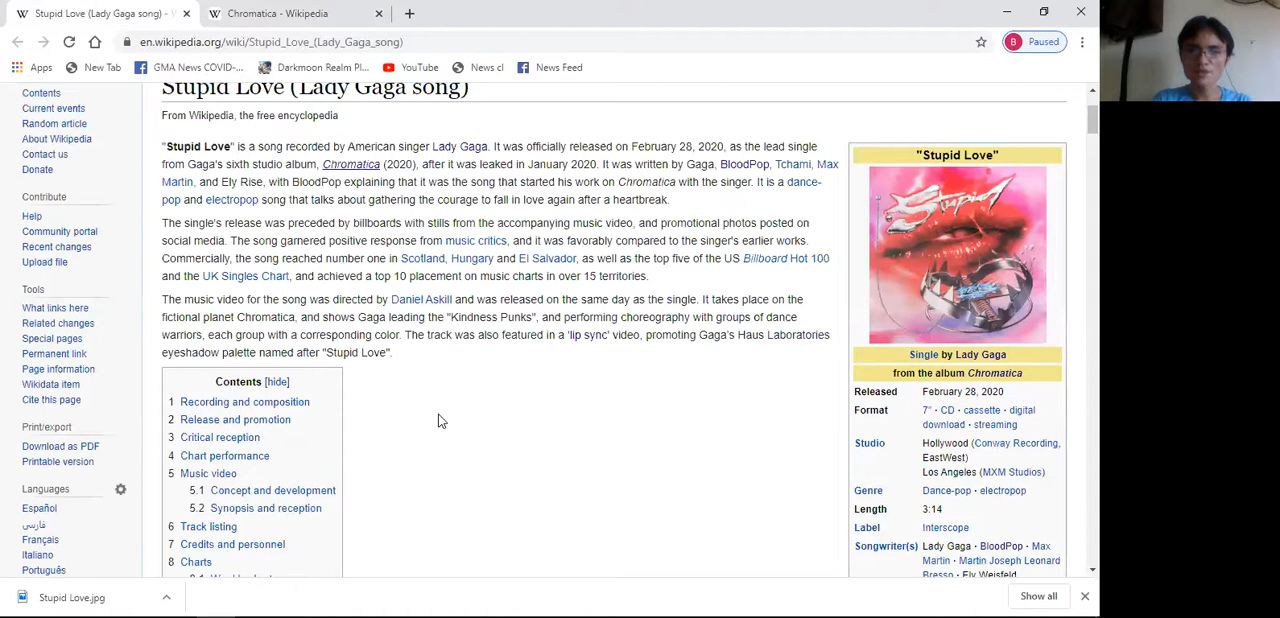 Stupid Love (Lady Gaga song) -
Chromatica - Wikipedia
en.wikipedia.org/wiki/Stupid_Love_(Lady_Gaga_song)
B Paused
Apps New Tab GMA News COVID-... Darkmoon Realm Pl... YouTube News cl News Feed
Stupid Love (Lady Gaga song)
From Wikipedia, the free encyclopedia
Contents
Current events
Random article
About Wikipedia
Contact us
Donate
Contribute
Help
Community portal
Recent changes
Upload file
Tools
What links here
Related changes
Special pages
Permanent link
Page information
Wikidata item
Cite this page
Print/export
Download as PDF
Printable version
Languages
Español
فارسی
Français
Italiano
Português
"Stupid Love" is a song recorded by American singer Lady Gaga. It was officially released on February 28, 2020, as the lead single
from Gaga's sixth studio album, Chromatica (2020), after it was leaked in January 2020. It was written by Gaga, BloodPop, Tchami, Max
Martin, and Ely Rise, with BloodPop explaining that it was the song that started his work on Chromatica with the singer. It is a dance-
pop and electropop song that talks about gathering the courage to fall in love again after a heartbreak.
The single's release was preceded by billboards with stills from the accompanying music video, and promotional photos posted on
social media. The song garnered positive response from music critics, and it was favorably compared to the singer's earlier works.
Commercially, the song reached number one in Scotland, Hungary and El Salvador, as well as the top five of the US Billboard Hot 100
and the UK Singles Chart, and achieved a top 10 placement on music charts in over 15 territories.
The music video for the song was directed by Daniel Askill and was released on the same day as the single. It takes place on the
fictional planet Chromatica, and shows Gaga leading the "Kindness Punks", and performing choreography with groups of dance
warriors, each group with a corresponding color. The track was also featured in a 'lip sync' video, promoting Gaga's Haus Laboratories
eyeshadow palette named after "Stupid Love".
Contents [hide]
1 Recording and composition
2 Release and promotion
3 Critical reception
4 Chart performance
5 Music video
5.1 Concept and development
5.2 Synopsis and reception
6 Track listing
7 Credits and personnel
8 Charts
"Stupid Love"
Stupid
Single by Lady Gaga
from the album Chromatica
Released February 28, 2020
Format 7" · CD · cassette · digital
download · streaming
Studio Hollywood (Conway Recording,
EastWest)
Los Angeles (MXM Studios)
Genre Dance-pop · electropop
Length 3:14
Label Interscope
Songwriter(s) Lady Gaga · BloodPop · Max
Martin · Martin Joseph Leonard
Bresso · Ely Weisfeld
Stupid Love.jpg
Show all